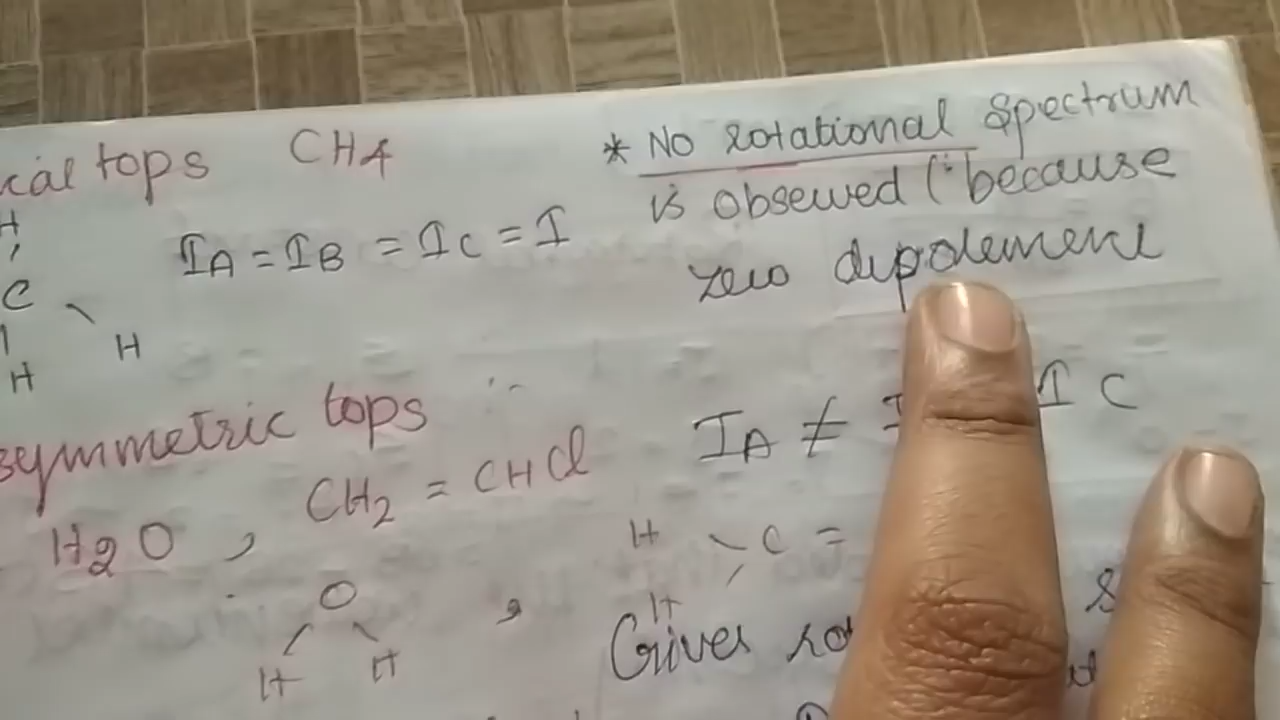 cal tops CH4
* No rotational spectrum
is observed (∵ because
zero dipolement
H
IA = IB = IC = I
C
H
H
symmetric tops
IA ≠ I C
H2O , CH2 = CHCl
H C =
O ,
H
H H
Gives